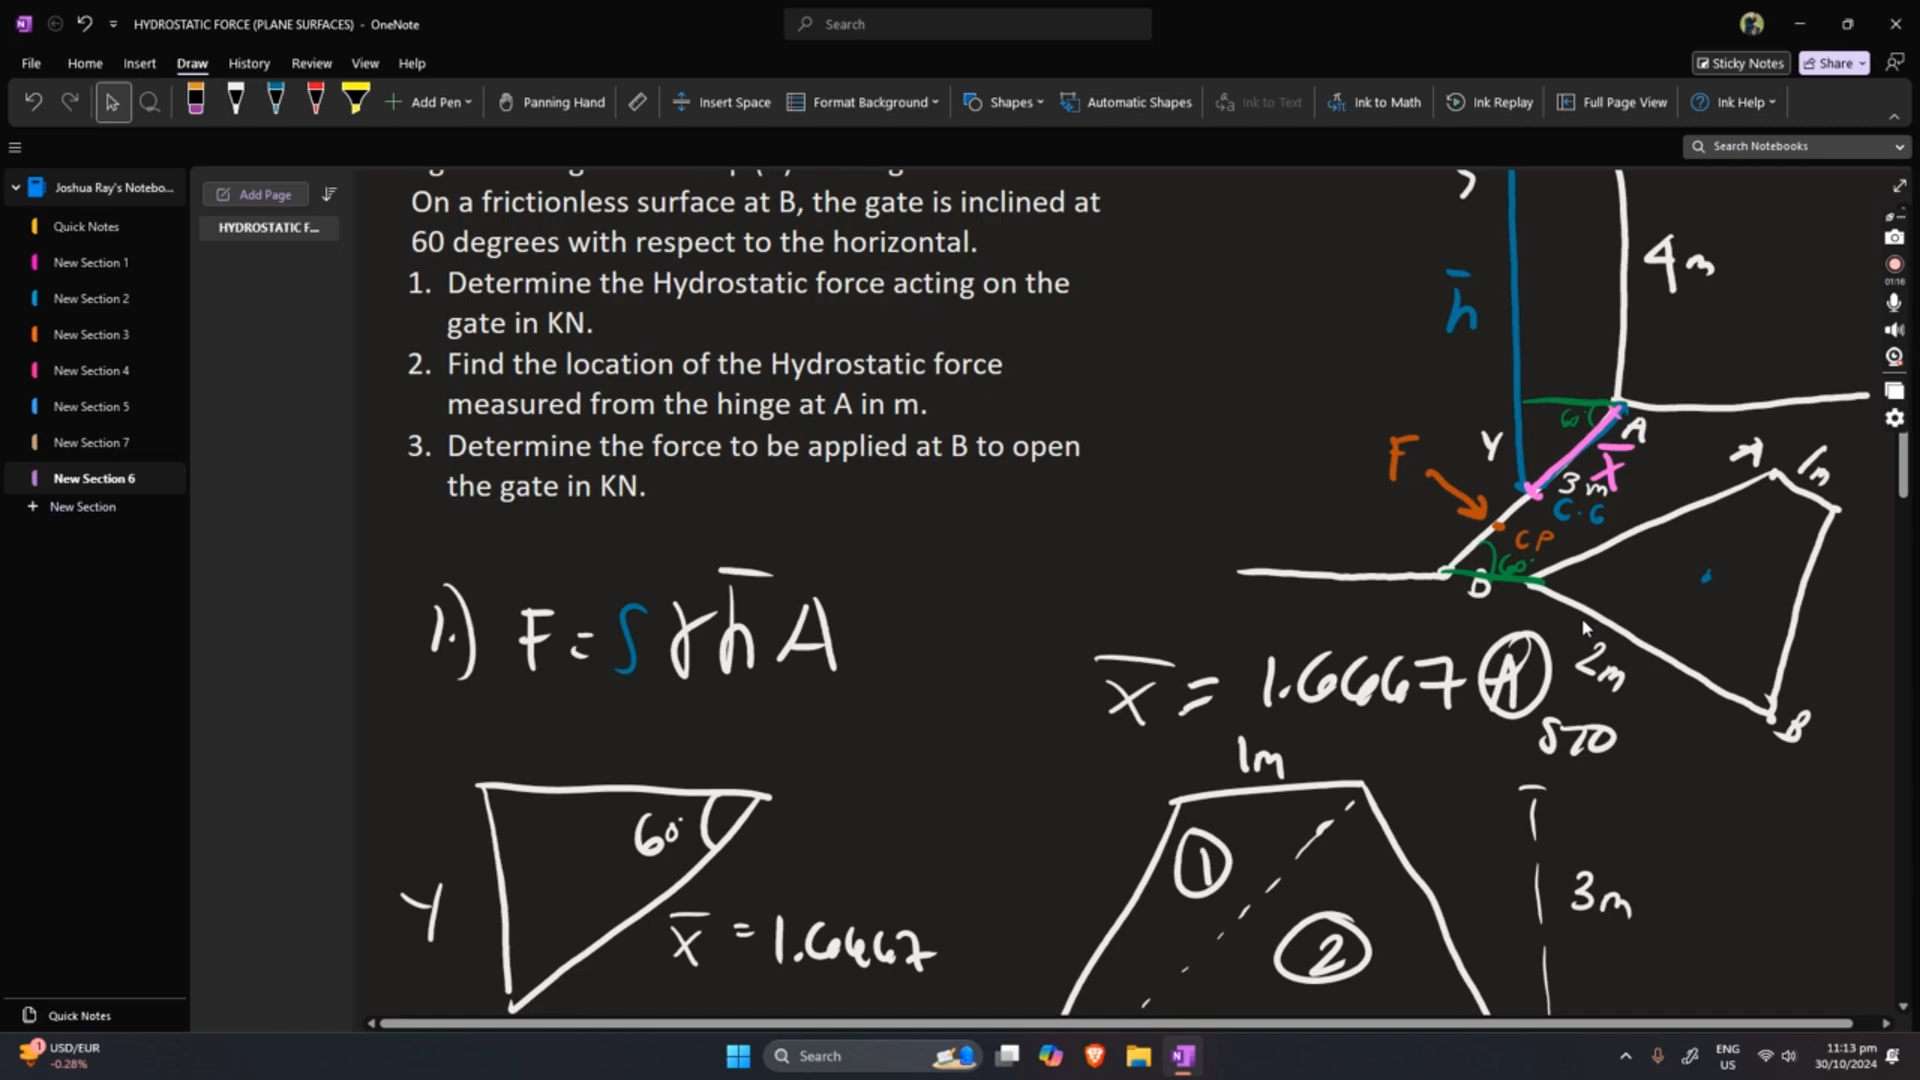 HYDROSTATIC FORCE (PLANE SURFACES) - OneNote
Search
File Home Insert Draw History Review View Help
Sticky Notes
Share
Add Pen
Panning Hand
Insert Space
Format Background
Shapes
Automatic Shapes
Ink to Text
Ink to Math
Ink Replay
Full Page View
Ink Help
Search Notebooks
Joshua Ray's Notebo...
Quick Notes
New Section 1
New Section 2
New Section 3
New Section 4
New Section 5
New Section 7
New Section 6
New Section
Quick Notes
Add Page
HYDROSTATIC F...
On a frictionless surface at B, the gate is inclined at
60 degrees with respect to the horizontal.
1. Determine the Hydrostatic force acting on the
gate in KN.
2. Find the location of the Hydrostatic force
measured from the hinge at A in m.
3. Determine the force to be applied at B to open
the gate in KN.
4m
h̅
60°
A
Y
F
x̅
3m
C.G
CP
60°
B
A
1m
2m
B
1.) F = ∫ γ h̅ A
x̅ = 1.6667 A
STO
1m
60°
Y
x̅ = 1.6667
1
2
3m
01:16
USD/EUR
-0.28%
Search
ENG
US
11:13 pm
30/10/2024